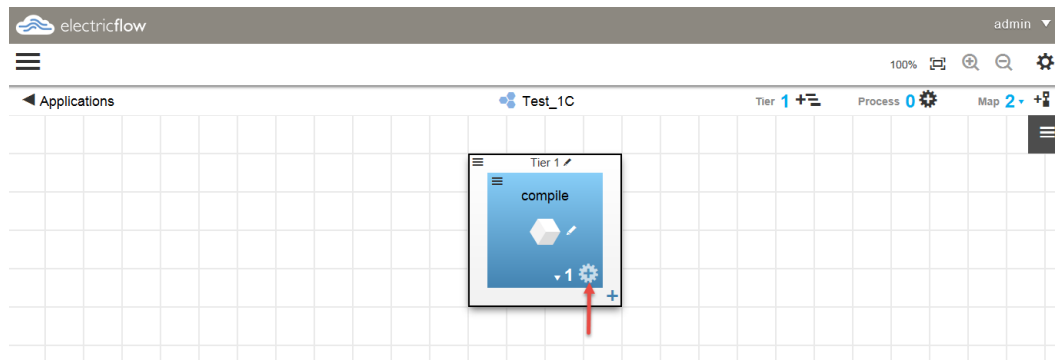 electricflow
admin
100%
Applications
Test_1C
Tier 1
Process 0
Map 2
Tier 1
compile
1